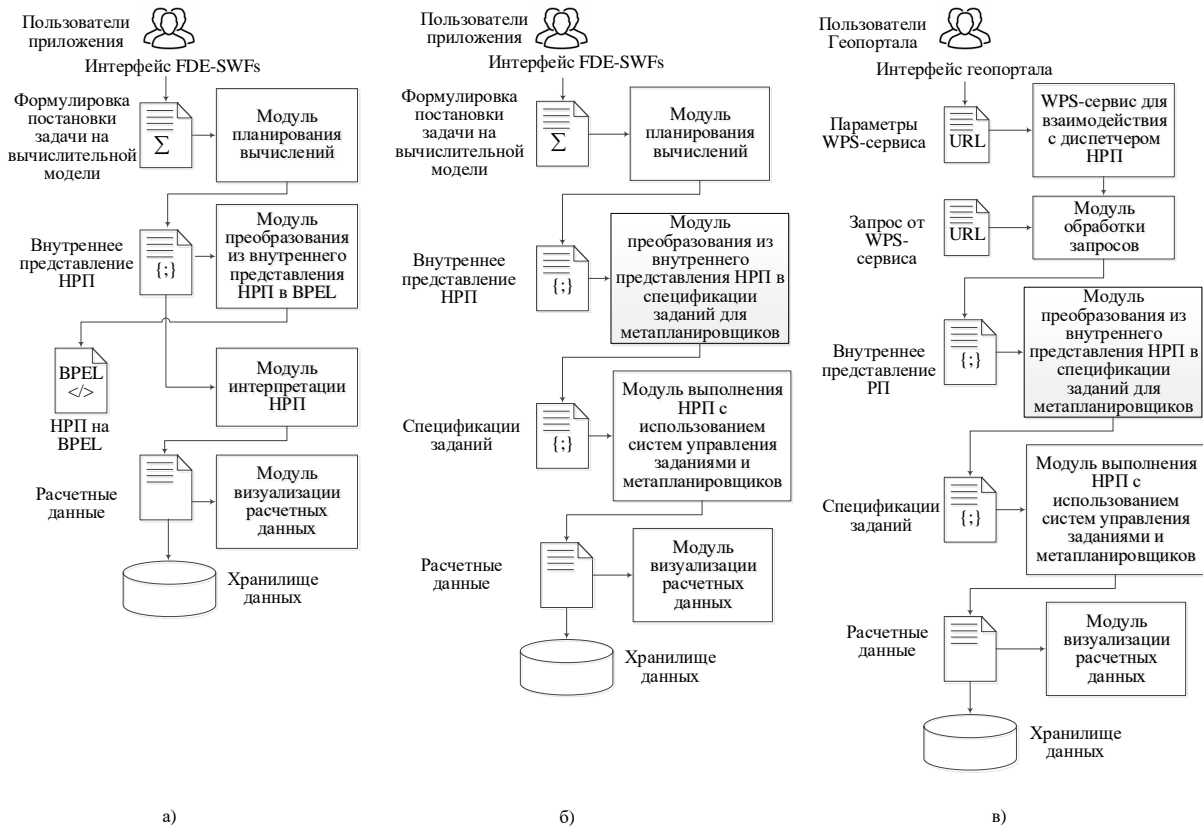 Пользователи
приложения
Интерфейс FDE-SWFs
Формулировка
постановки
задачи на
вычислительной
модели
Σ
Модуль
планирования
вычислений
Внутреннее
представление
НРП
{;}
Модуль
преобразования
из внутреннего
представления
НРП в BPEL
BPEL
</>
НРП на
BPEL
Модуль
интерпретации
НРП
Расчетные
данные
Модуль
визуализации
расчетных
данных
Хранилище
данных
а)
Пользователи
приложения
Интерфейс FDE-SWFs
Формулировка
постановки
задачи на
вычислительной
модели
Σ
Модуль
планирования
вычислений
Внутреннее
представление
НРП
{;}
Модуль
преобразования из
внутреннего
представления НРП в
спецификации
заданий для
метапланировщиков
Спецификации
заданий
{;}
Модуль выполнения
НРП с
использованием
систем управления
заданиями и
метапланировщиков
Расчетные
данные
Модуль
визуализации
расчетных
данных
Хранилище
данных
б)
Пользователи
Геопортала
Интерфейс геопортала
Параметры
WPS-сервиса
URL
WPS-сервис для
взаимодействия
с диспетчером
НРП
Запрос от
WPS-
сервиса
URL
Модуль
обработки
запросов
Внутреннее
представление
РП
{;}
Модуль
преобразования из
внутреннего
представления НРП в
спецификации
заданий для
метапланировщиков
Спецификации
заданий
{;}
Модуль выполнения
НРП с
использованием
систем управления
заданиями и
метапланировщиков
Расчетные
данные
Модуль
визуализации
расчетных
данных
Хранилище
данных
в)